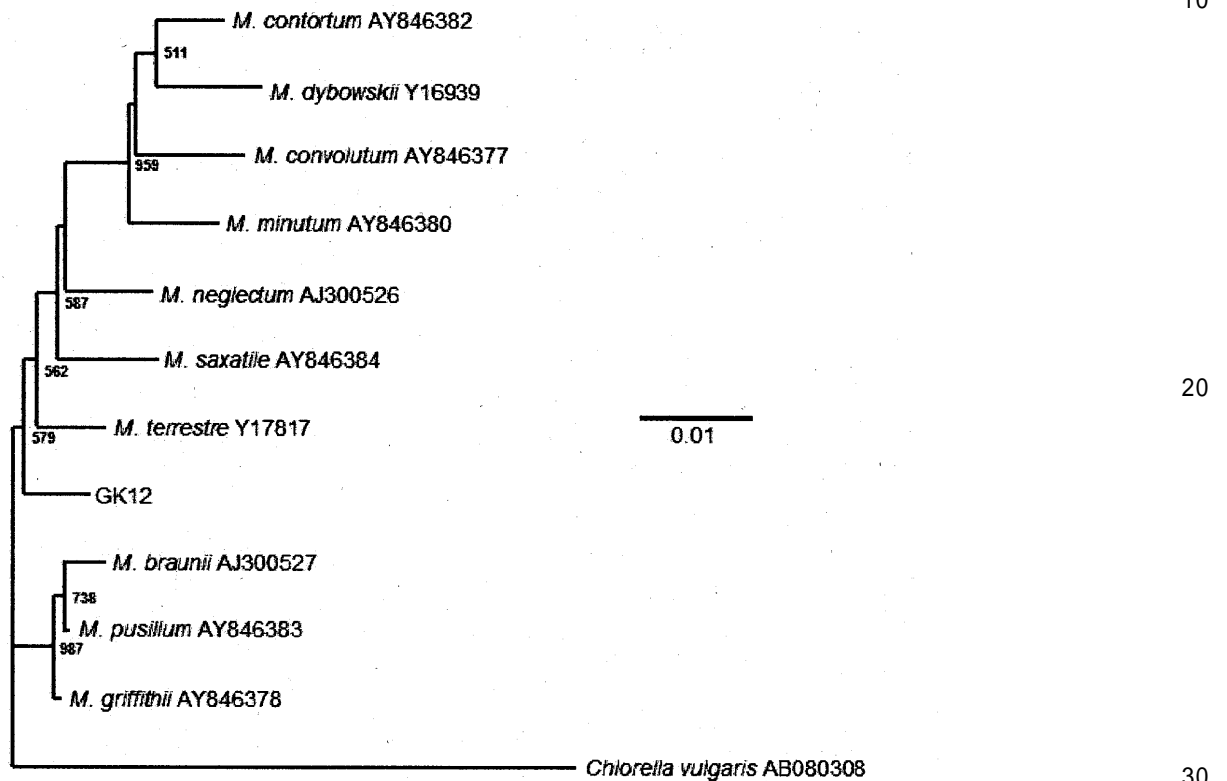 10
M. contortum AY846382
511
M. dybowskii Y16939
M. convolutum AY846377
959
M. minutum AY846380
M. neglectum AJ300526
587
M. saxatile AY846384
562
20
M. terrestre Y17817
579
0.01
GK12
M. braunii AJ300527
738
M. pusillum AY846383
987
M. griffithii AY846378
Chlorella vulgaris AB080308
30